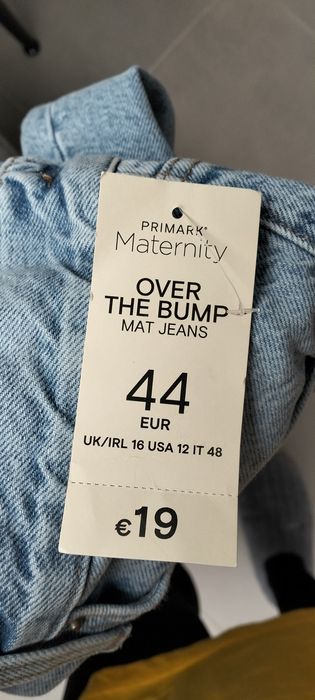 PRIMARK®
Maternity
OVER
THE BUMP
MAT JEANS
44
EUR
UK/IRL 16 USA 12 IT 48
€19